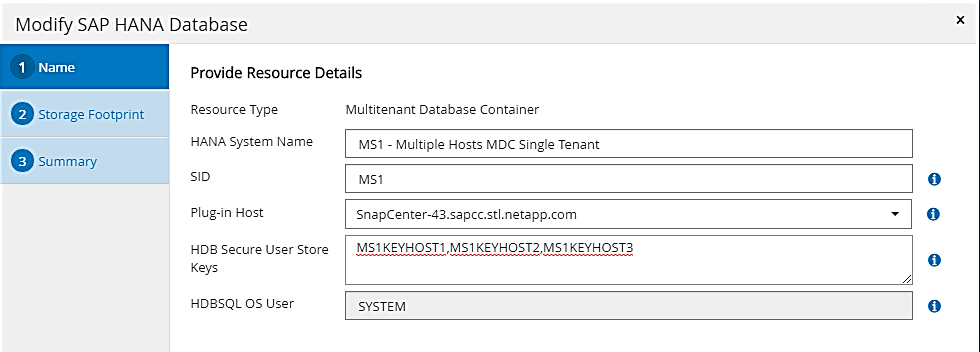 Modify SAP HANA Database
x
1 Name
2 Storage Footprint
3 Summary
Provide Resource Details
Resource Type Multitenant Database Container
HANA System Name MS1 - Multiple Hosts MDC Single Tenant
SID MS1
Plug-in Host SnapCenter-43.sapcc.stl.netapp.com
HDB Secure User Store
Keys
MS1KEYHOST1,MS1KEYHOST2,MS1KEYHOST3
HDBSQL OS User SYSTEM